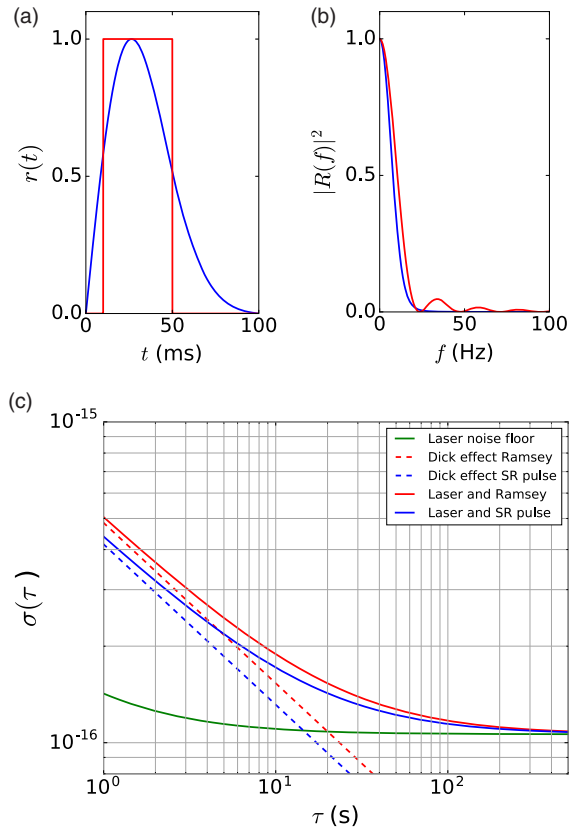 (a)
(b)
1.0
0.5
0.0
r(t)
0
50
100
t (ms)
1.0
0.5
0.0
|R(f)|²
0
50
100
f (Hz)
(c)
10⁻¹⁵
10⁻¹⁶
σ(τ )
Laser noise floor
Dick effect Ramsey
Dick effect SR pulse
Laser and Ramsey
Laser and SR pulse
10⁰
10¹
10²
τ (s)